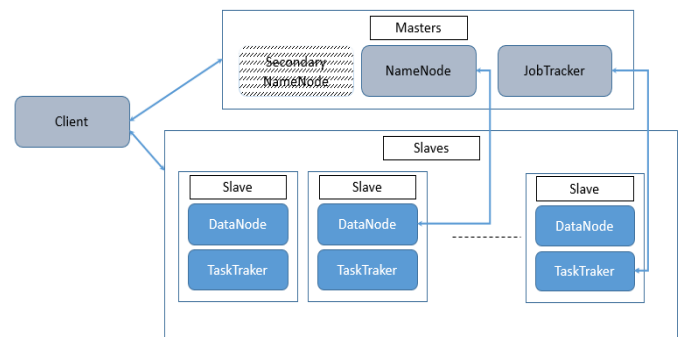 Masters
Secondary
NameNode
NameNode
JobTracker
Client
Slaves
Slave
Slave
Slave
DataNode
DataNode
DataNode
TaskTraker
TaskTraker
TaskTraker